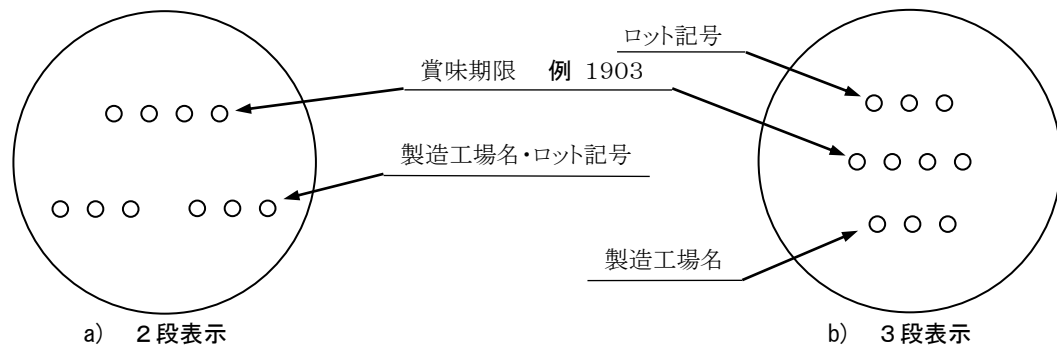 ロット記号
賞味期限 例 1903
製造工場名・ロット記号
製造工場名
a) 2段表示
b) 3段表示